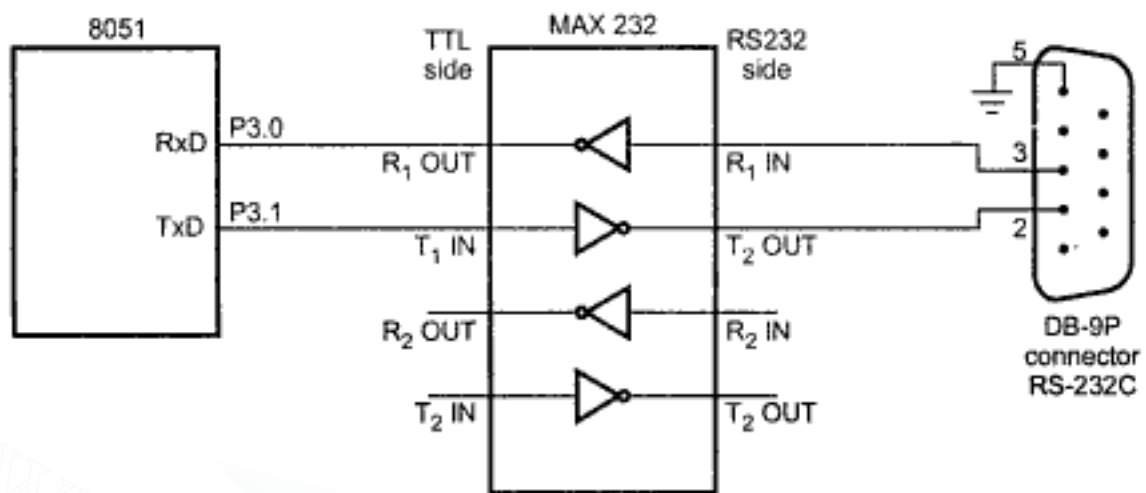 8051
MAX 232
TTL
side
RS232
side
5
RxD
P3.0
R1 OUT
R1 IN
3
TxD
P3.1
T1 IN
T2 OUT
2
R2 OUT
R2 IN
T2 IN
T2 OUT
DB-9P
connector
RS-232C